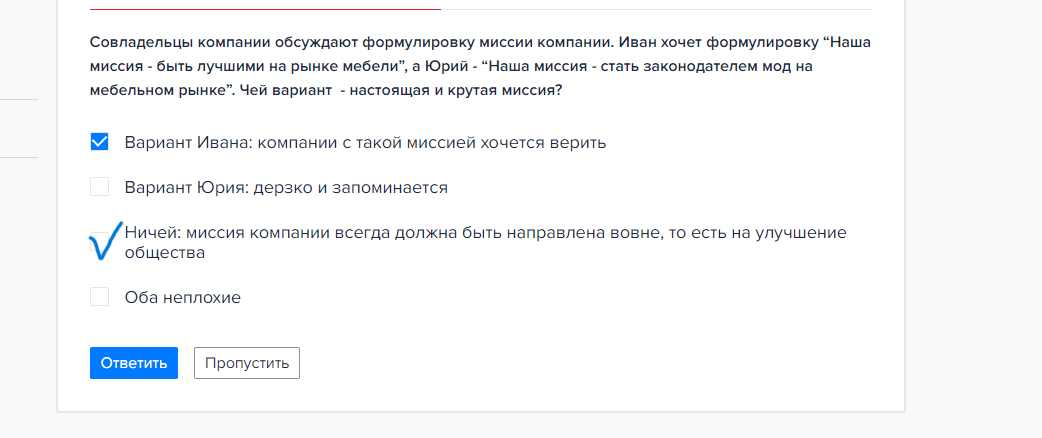 Совладельцы компании обсуждают формулировку миссии компании. Иван хочет формулировку “Наша
миссия - быть лучшими на рынке мебели”, а Юрий - “Наша миссия - стать законодателем мод на
мебельном рынке”. Чей вариант - настоящая и крутая миссия?
Вариант Ивана: компании с такой миссией хочется верить
Вариант Юрия: дерзко и запоминается
Ничей: миссия компании всегда должна быть направлена вовне, то есть на улучшение
общества
Оба неплохие
Ответить
Пропустить